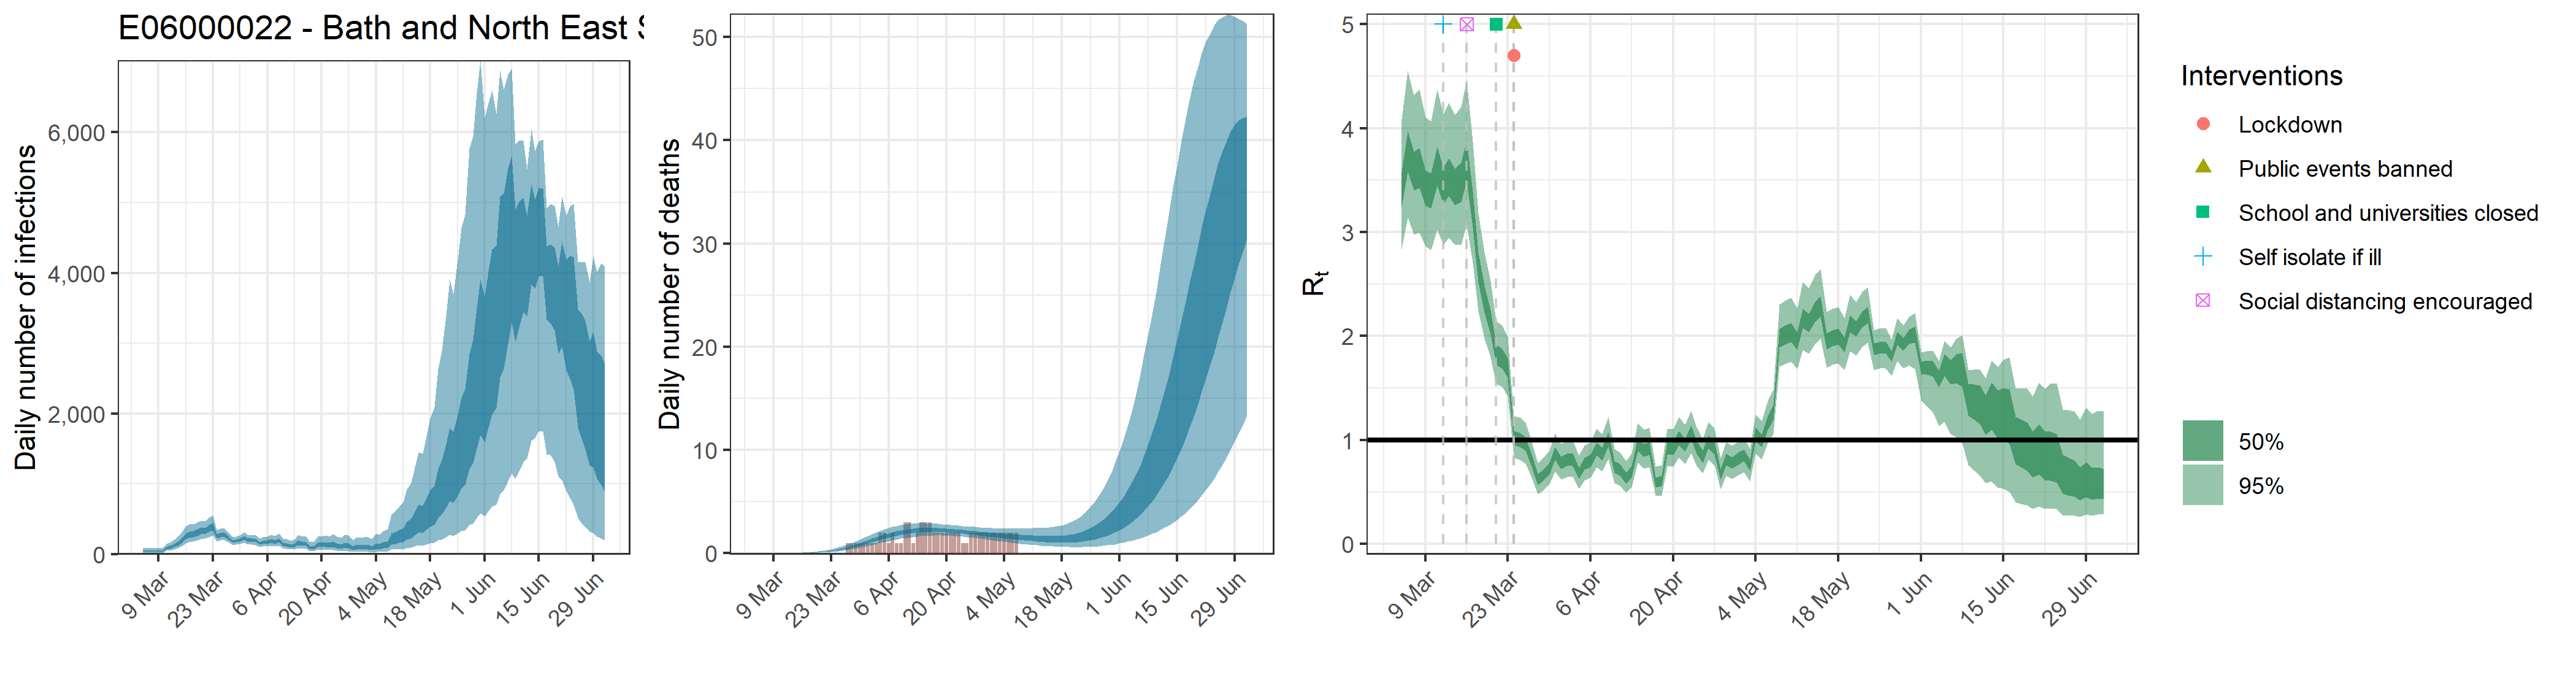 E06000022 - Bath and North East
Daily number of infections
6,000
4,000
2,000
0
9 Mar
23 Mar
6 Apr
20 Apr
4 May
18 May
1 Jun
15 Jun
29 Jun
Daily number of deaths
50
40
30
20
10
0
9 Mar
23 Mar
6 Apr
20 Apr
4 May
18 May
1 Jun
15 Jun
29 Jun
Rt
5
4
3
2
1
0
9 Mar
23 Mar
6 Apr
20 Apr
4 May
18 May
1 Jun
15 Jun
29 Jun
Interventions
Lockdown
Public events banned
School and universities closed
Self isolate if ill
Social distancing encouraged
50%
95%